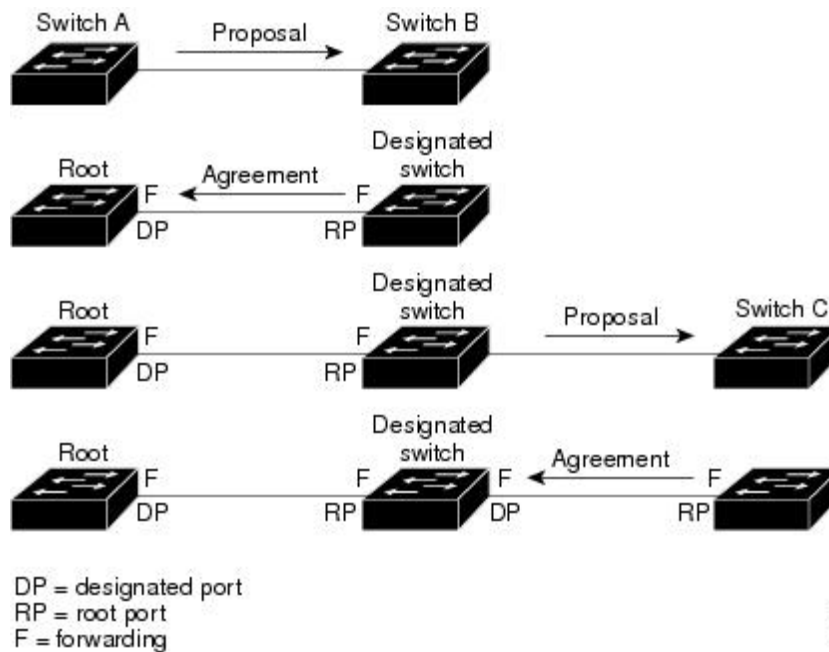 Switch A
Proposal
Switch B
Root
F
Agreement
F
Designated
switch
DP
RP
Root
F
Designated
switch
F
Proposal
Switch C
DP
RP
Root
F
Designated
switch
F
F
Agreement
F
DP
RP
DP
RP
DP = designated port
RP = root port
F = forwarding